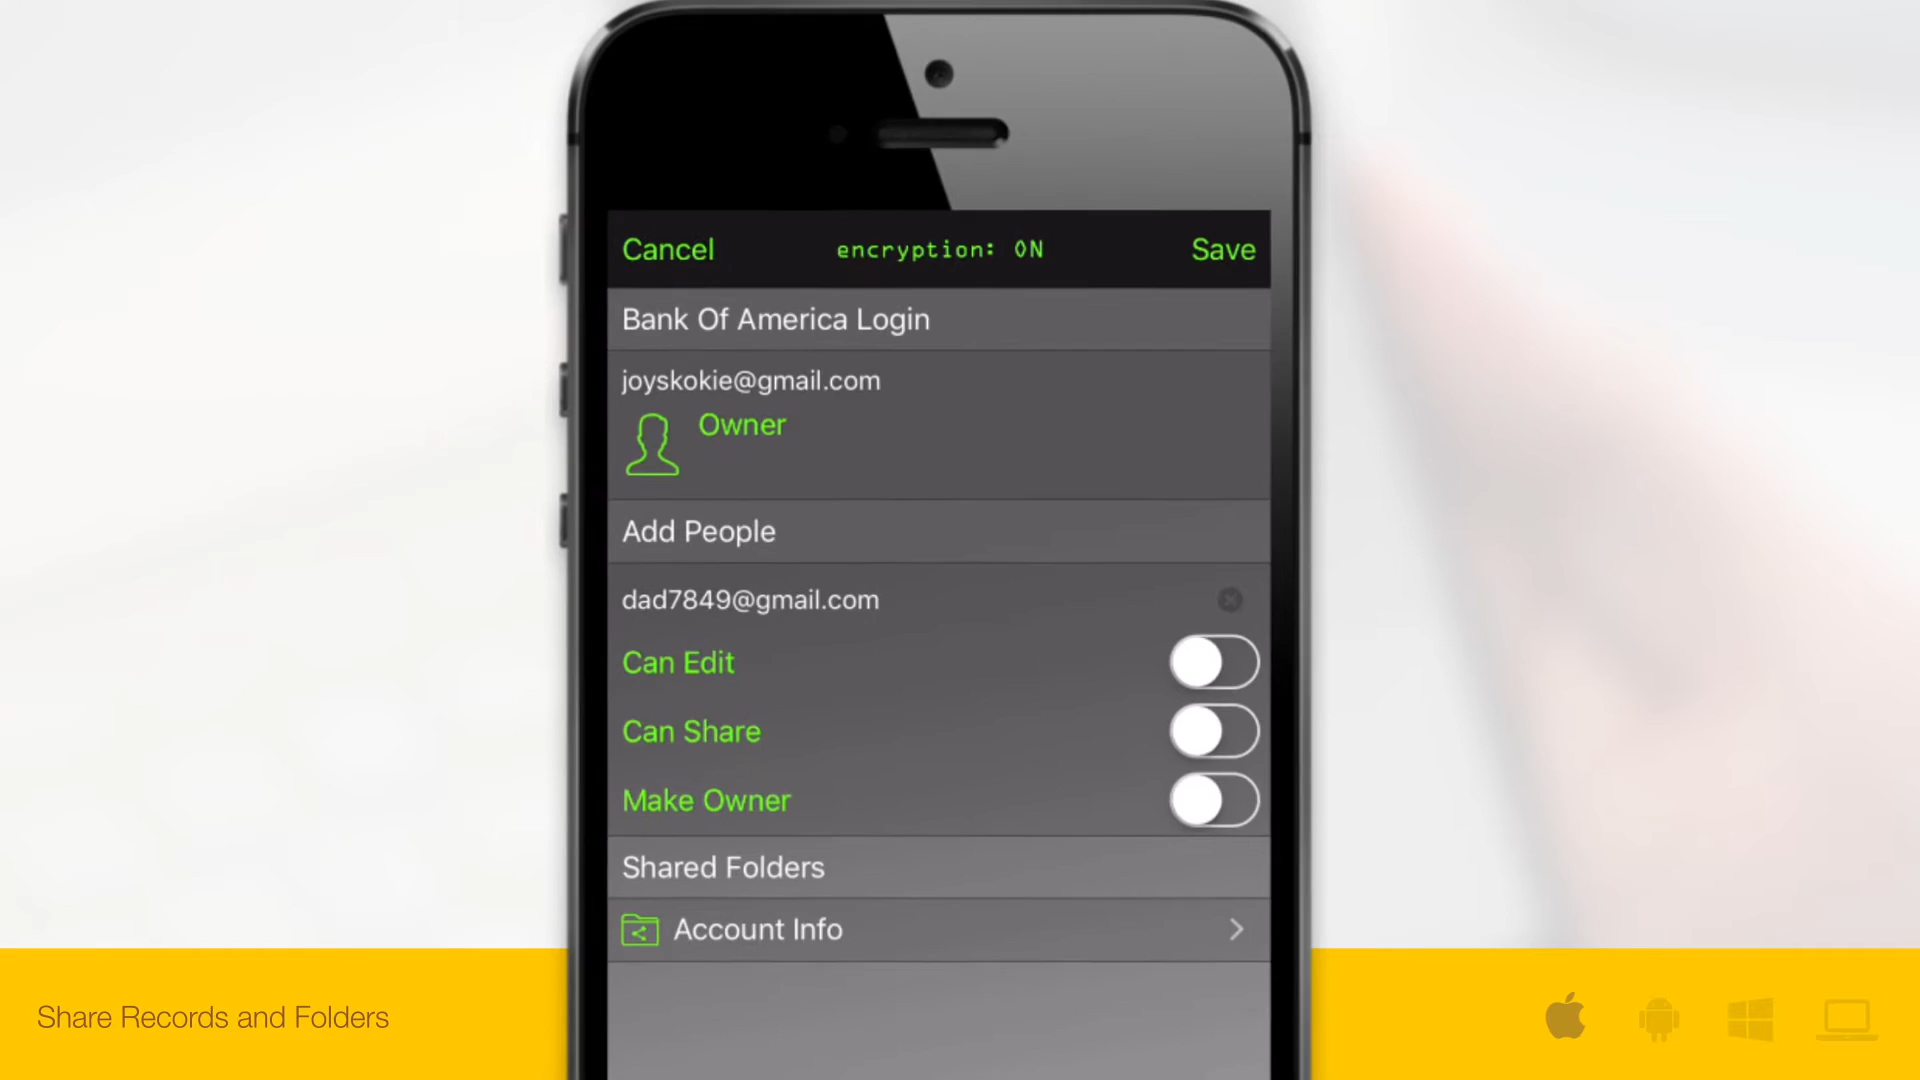 Cancel encryption: ON Save
Bank Of America Login
joyskokie@gmail.com
Owner
Add People
dad7849@gmail.com
Can Edit
Can Share
Make Owner
Shared Folders
Account Info
Share Records and Folders